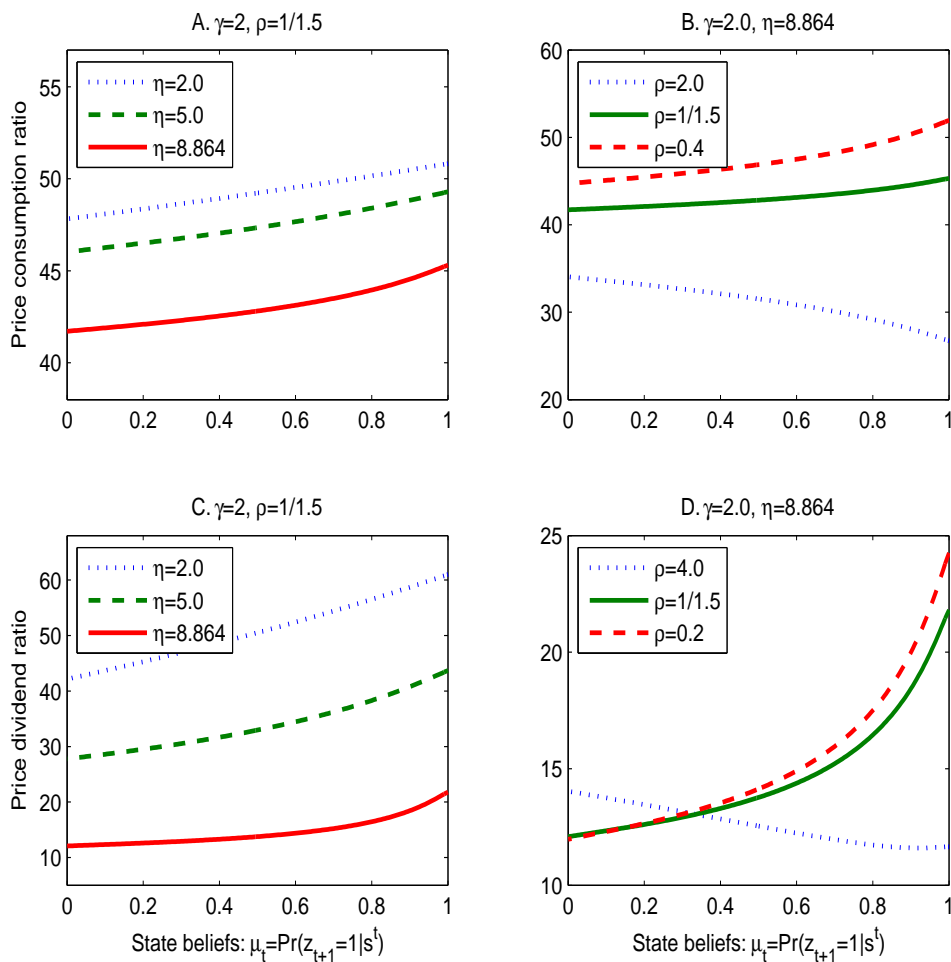 A. γ=2, ρ=1/1.5
Price consumption ratio
55
50
45
40
η=2.0
η=5.0
η=8.864
0 0.2 0.4 0.6 0.8 1
B. γ=2.0, η=8.864
60
50
40
30
20
ρ=2.0
ρ=1/1.5
ρ=0.4
0 0.2 0.4 0.6 0.8 1
C. γ=2, ρ=1/1.5
Price dividend ratio
60
50
40
30
20
10
η=2.0
η=5.0
η=8.864
0 0.2 0.4 0.6 0.8 1
State beliefs: μ_t=Pr(z_{t+1}=1|s^t)
D. γ=2.0, η=8.864
25
20
15
10
ρ=4.0
ρ=1/1.5
ρ=0.2
0 0.2 0.4 0.6 0.8 1
State beliefs: μ_t=Pr(z_{t+1}=1|s^t)